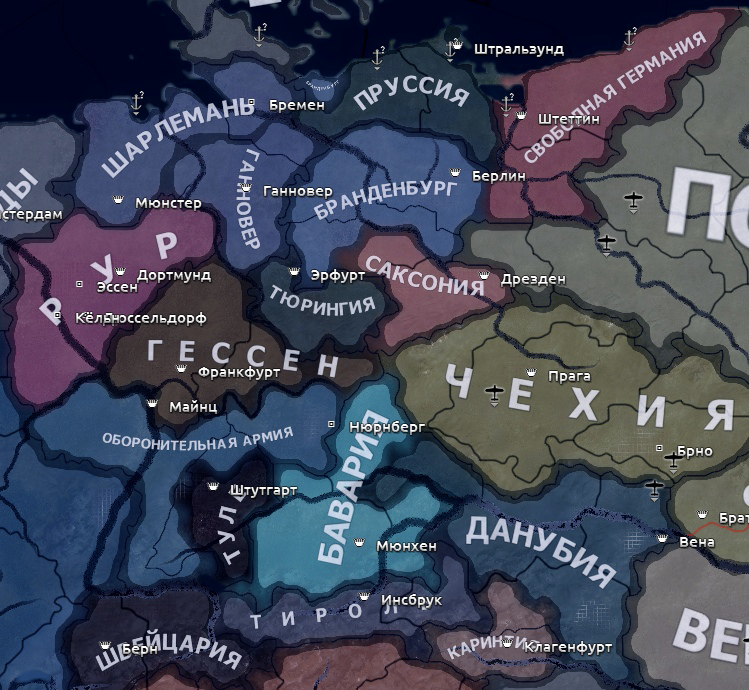 Штральзунд
СВОБОДНАЯ ГЕРМАНИЯ
ПРУССИЯ
Бремен
Штеттин
ШАРЛЕМАНЬ
Берлин
ДЫ
ГАННОВЕР
Ганновер
БРАНДЕНБУРГ
Мюнстер
стердам
ПО
Р У Р
Дортмунд
Эссен
Эрфурт
САКСОНИЯ
Дрезден
ТЮРИНГИЯ
Дюссельдорф
ГЕССЕН
Франкфурт
Прага
ЧЕХИЯ
Майнц
Нюрнберг
ОБОРОНИТЕЛЬНАЯ АРМИЯ
Брно
БАВАРИЯ
Штутгарт
ТУЛ
Брат
ДАНУБИЯ
Вена
Мюнхен
Инсбрук
ТИРОЛЬ
ШВЕЙЦАРИЯ
Берн
КАРИНТИЯ
Клагенфурт
ВЕ